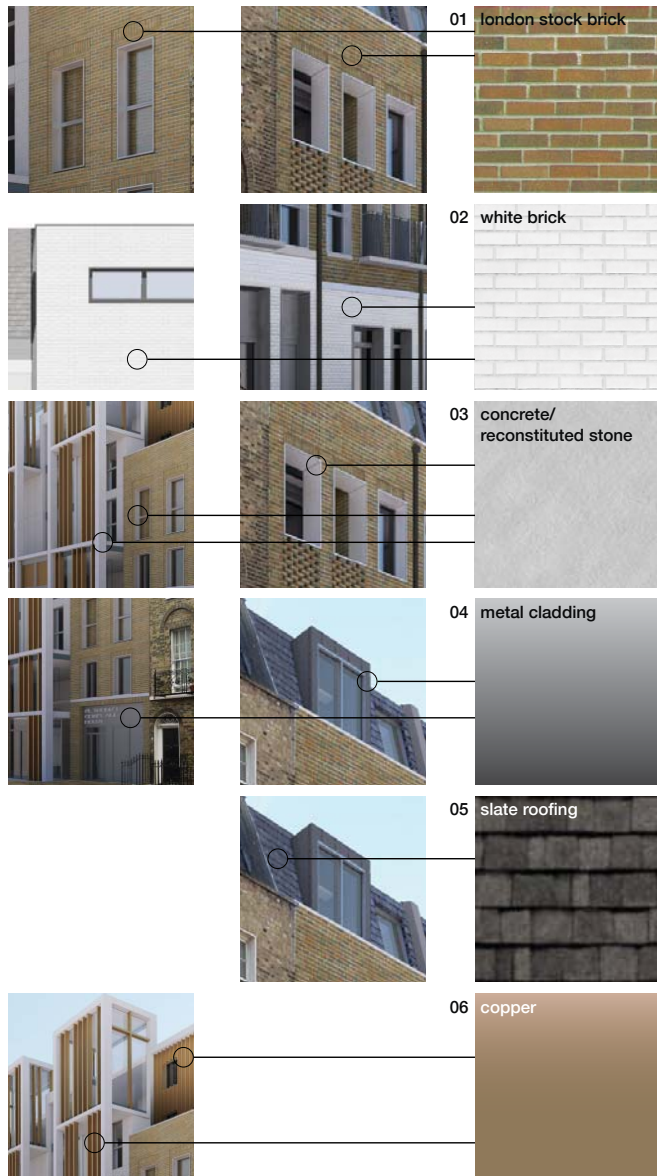 01 london stock brick
02 white brick
03 concrete/
reconstituted stone
04 metal cladding
05 slate roofing
06 copper